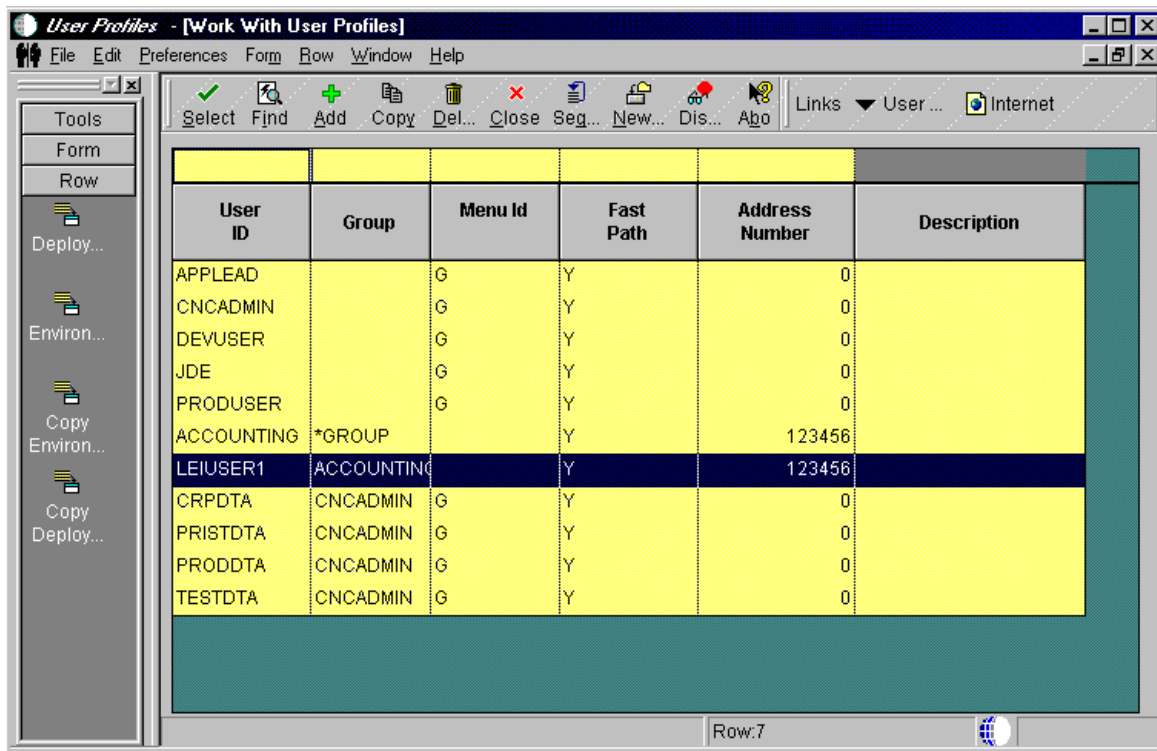 User Profiles - [Work With User Profiles]
File Edit Preferences Form Row Window Help
Select Find Add Copy Del... Close Seg... New... Dis... Abo Links User ... Internet
Tools
Form
Row
Deploy...
Environ...
Copy
Environ...
Copy
Deploy...
User ID Group Menu Id Fast Path Address Number Description
APPLEAD G Y 0
CNCADMIN G Y 0
DEVUSER G Y 0
JDE G Y 0
PRODUSER G Y 0
ACCOUNTING *GROUP Y 123456
LEIUSER1 ACCOUNTING Y 123456
CRPDTA CNCADMIN G Y 0
PRISTDTA CNCADMIN G Y 0
PRODDTA CNCADMIN G Y 0
TESTDTA CNCADMIN G Y 0
Row:7